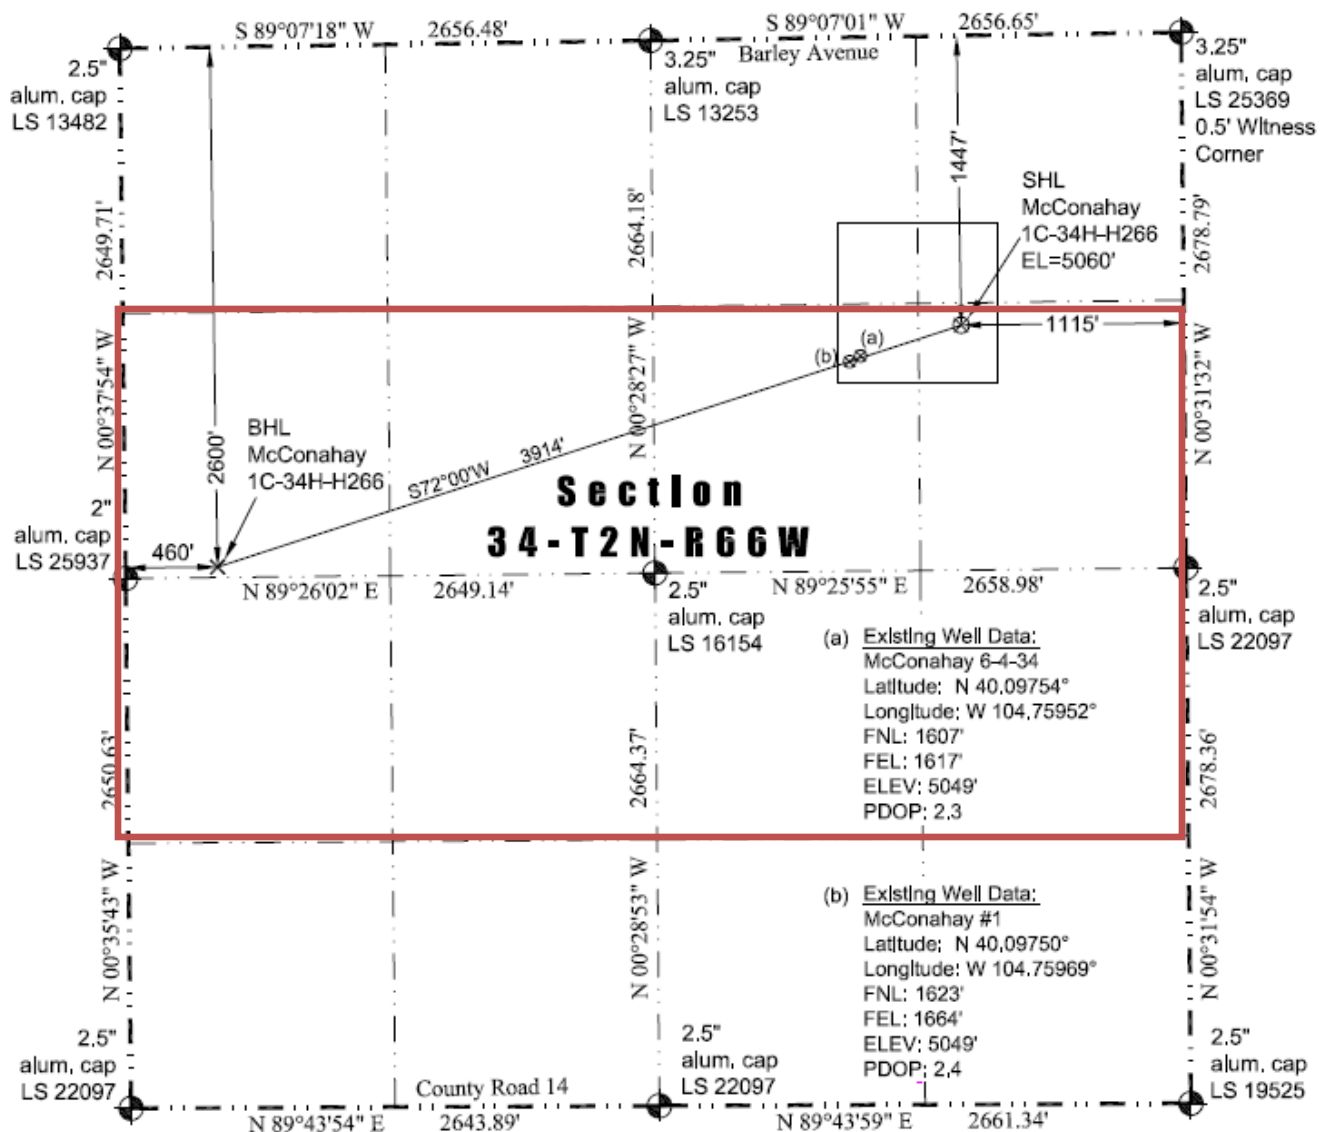 S 89°07'18" W
2656.48'
S 89°07'01" W
2656.65'
Barley Avenue
2.5"
alum. cap
LS 13482
3.25"
alum. cap
LS 13253
3.25"
alum. cap
LS 25369
0.5' Witness
Corner
1447'
SHL
McConahay
1C-34H-H266
EL=5060'
2649.71'
2664.18'
2678.79'
1115'
(a)
(b)
N 00°37'54" W
N 00°28'27" W
N 00°31'32" W
2600'
BHL
McConahay
1C-34H-H266
S72°00'W
3914'
Section
34-T2N-R66W
2"
alum. cap
LS 25937
460'
N 89°26'02" E
2649.14'
2.5"
alum. cap
LS 16154
N 89°25'55" E
2658.98'
2.5"
alum. cap
LS 22097
(a) Existing Well Data:
McConahay 6-4-34
Latitude: N 40.09754°
Longitude: W 104.75952°
FNL: 1607'
FEL: 1617'
ELEV: 5049'
PDOP: 2.3
2650.63'
2664.37'
2678.36'
N 00°35'43" W
N 00°28'53" W
N 00°31'54" W
(b) Existing Well Data:
McConahay #1
Latitude: N 40.09750°
Longitude: W 104.75969°
FNL: 1623'
FEL: 1664'
ELEV: 5049'
PDOP: 2.4
2.5"
alum. cap
LS 22097
County Road 14
2.5"
alum. cap
LS 22097
2.5"
alum. cap
LS 19525
N 89°43'54" E
2643.89'
N 89°43'59" E
2661.34'